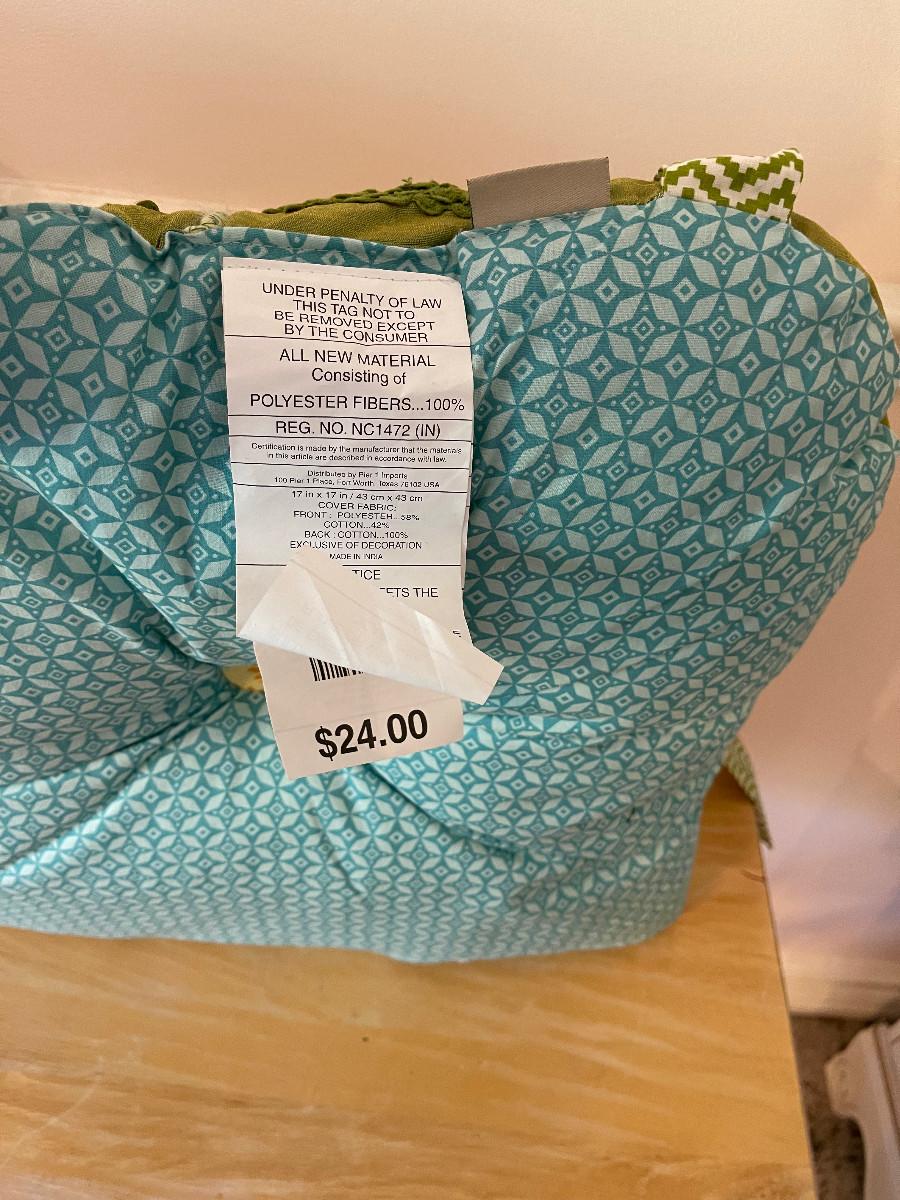 UNDER PENALTY OF LAW
THIS TAG NOT TO
BE REMOVED EXCEPT
BY THE CONSUMER
ALL NEW MATERIAL
Consisting of
POLYESTER FIBERS...100%
REG. NO. NC1472 (IN)
Certification is made by the manufacturer that the materials
in this article are described in accordance with law.
Distributed by Pier 1 Imports
100 Pier 1 Place, Fort Worth, Texas 76102 USA
17 in x 17 in / 43 cm x 43 cm
COVER FABRIC:
FRONT : POLYESTER...58%
COTTON...42%
BACK : COTTON...100%
EXCLUSIVE OF DECORATION
MADE IN INDIA
TICE
ETS THE
$24.00